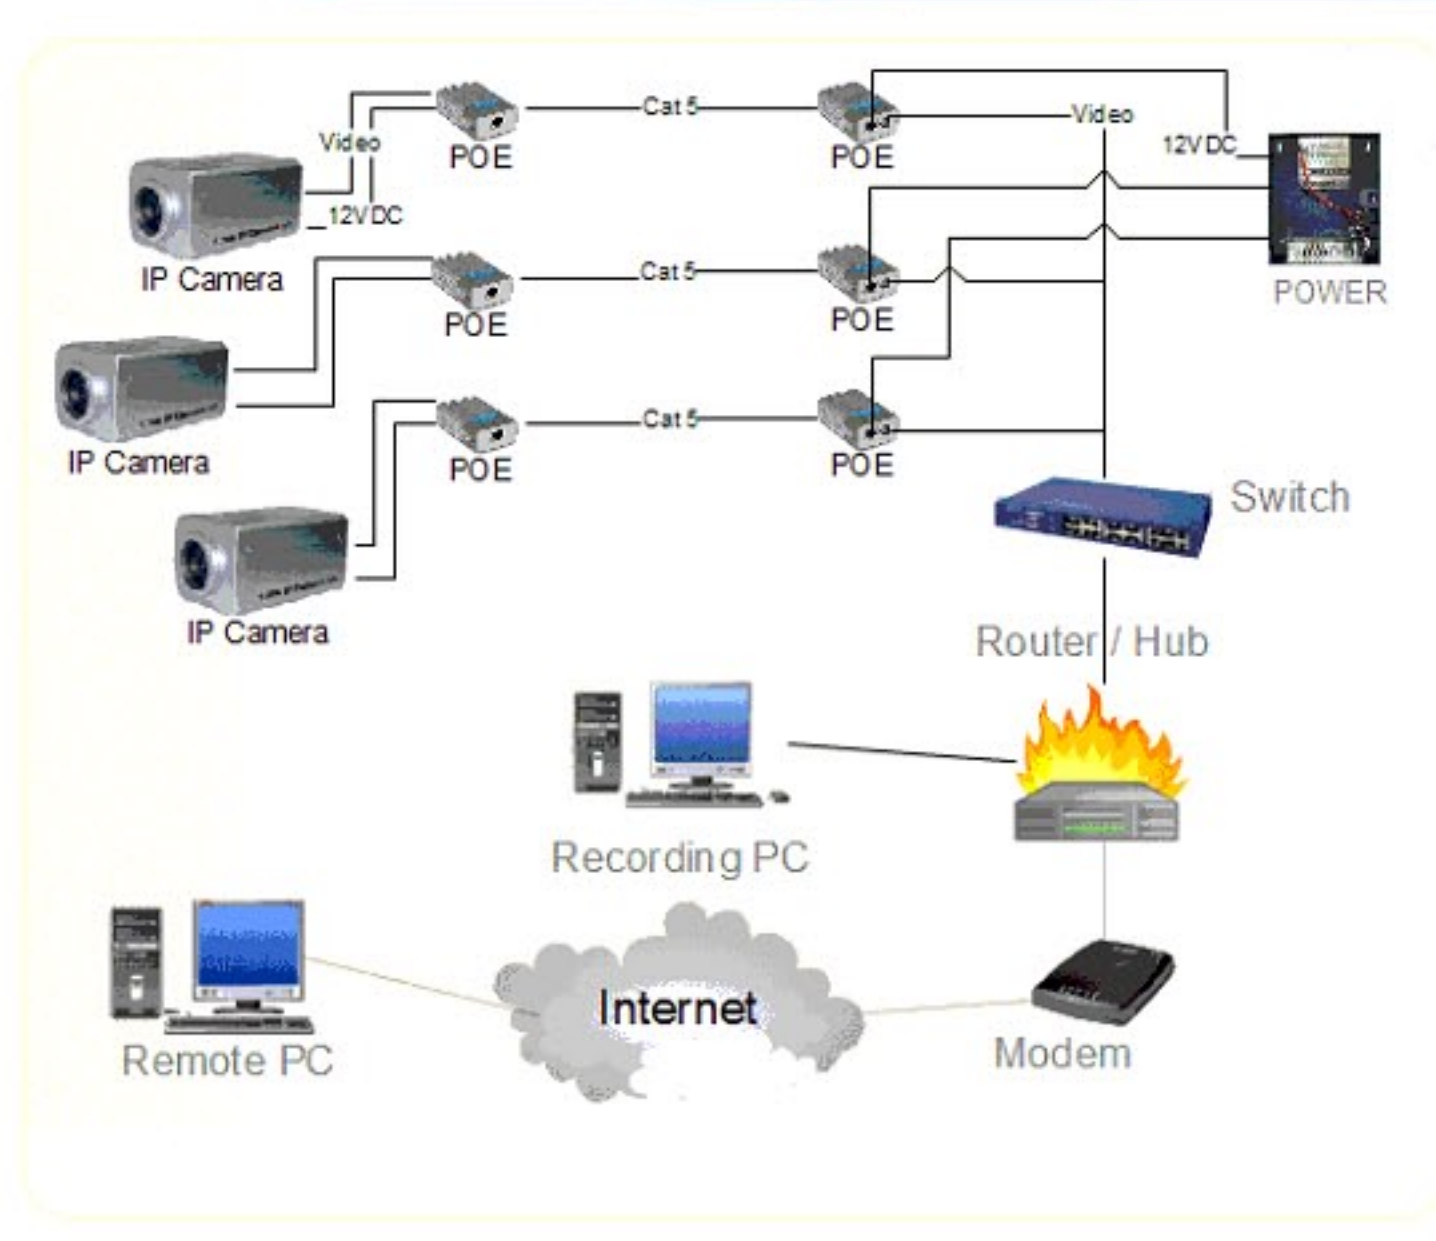 Cat 5
Video
Video
POE
POE
12VDC
12VDC
IP Camera
Cat 5
POWER
POE
POE
Cat 5
IP Camera
POE
POE
Switch
IP Camera
Router / Hub
Recording PC
Internet
Remote PC
Modem